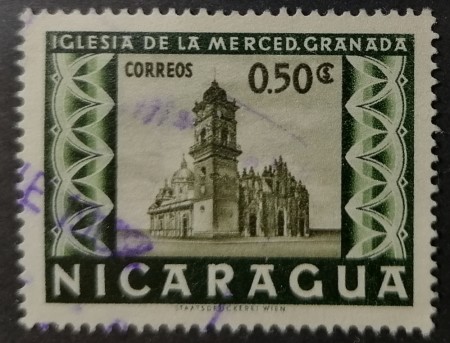 IGLESIA DE LA MERCED. GRANADA
CORREOS 0.50 C$
NICARAGUA
STAATSDRUCKEREI WIEN